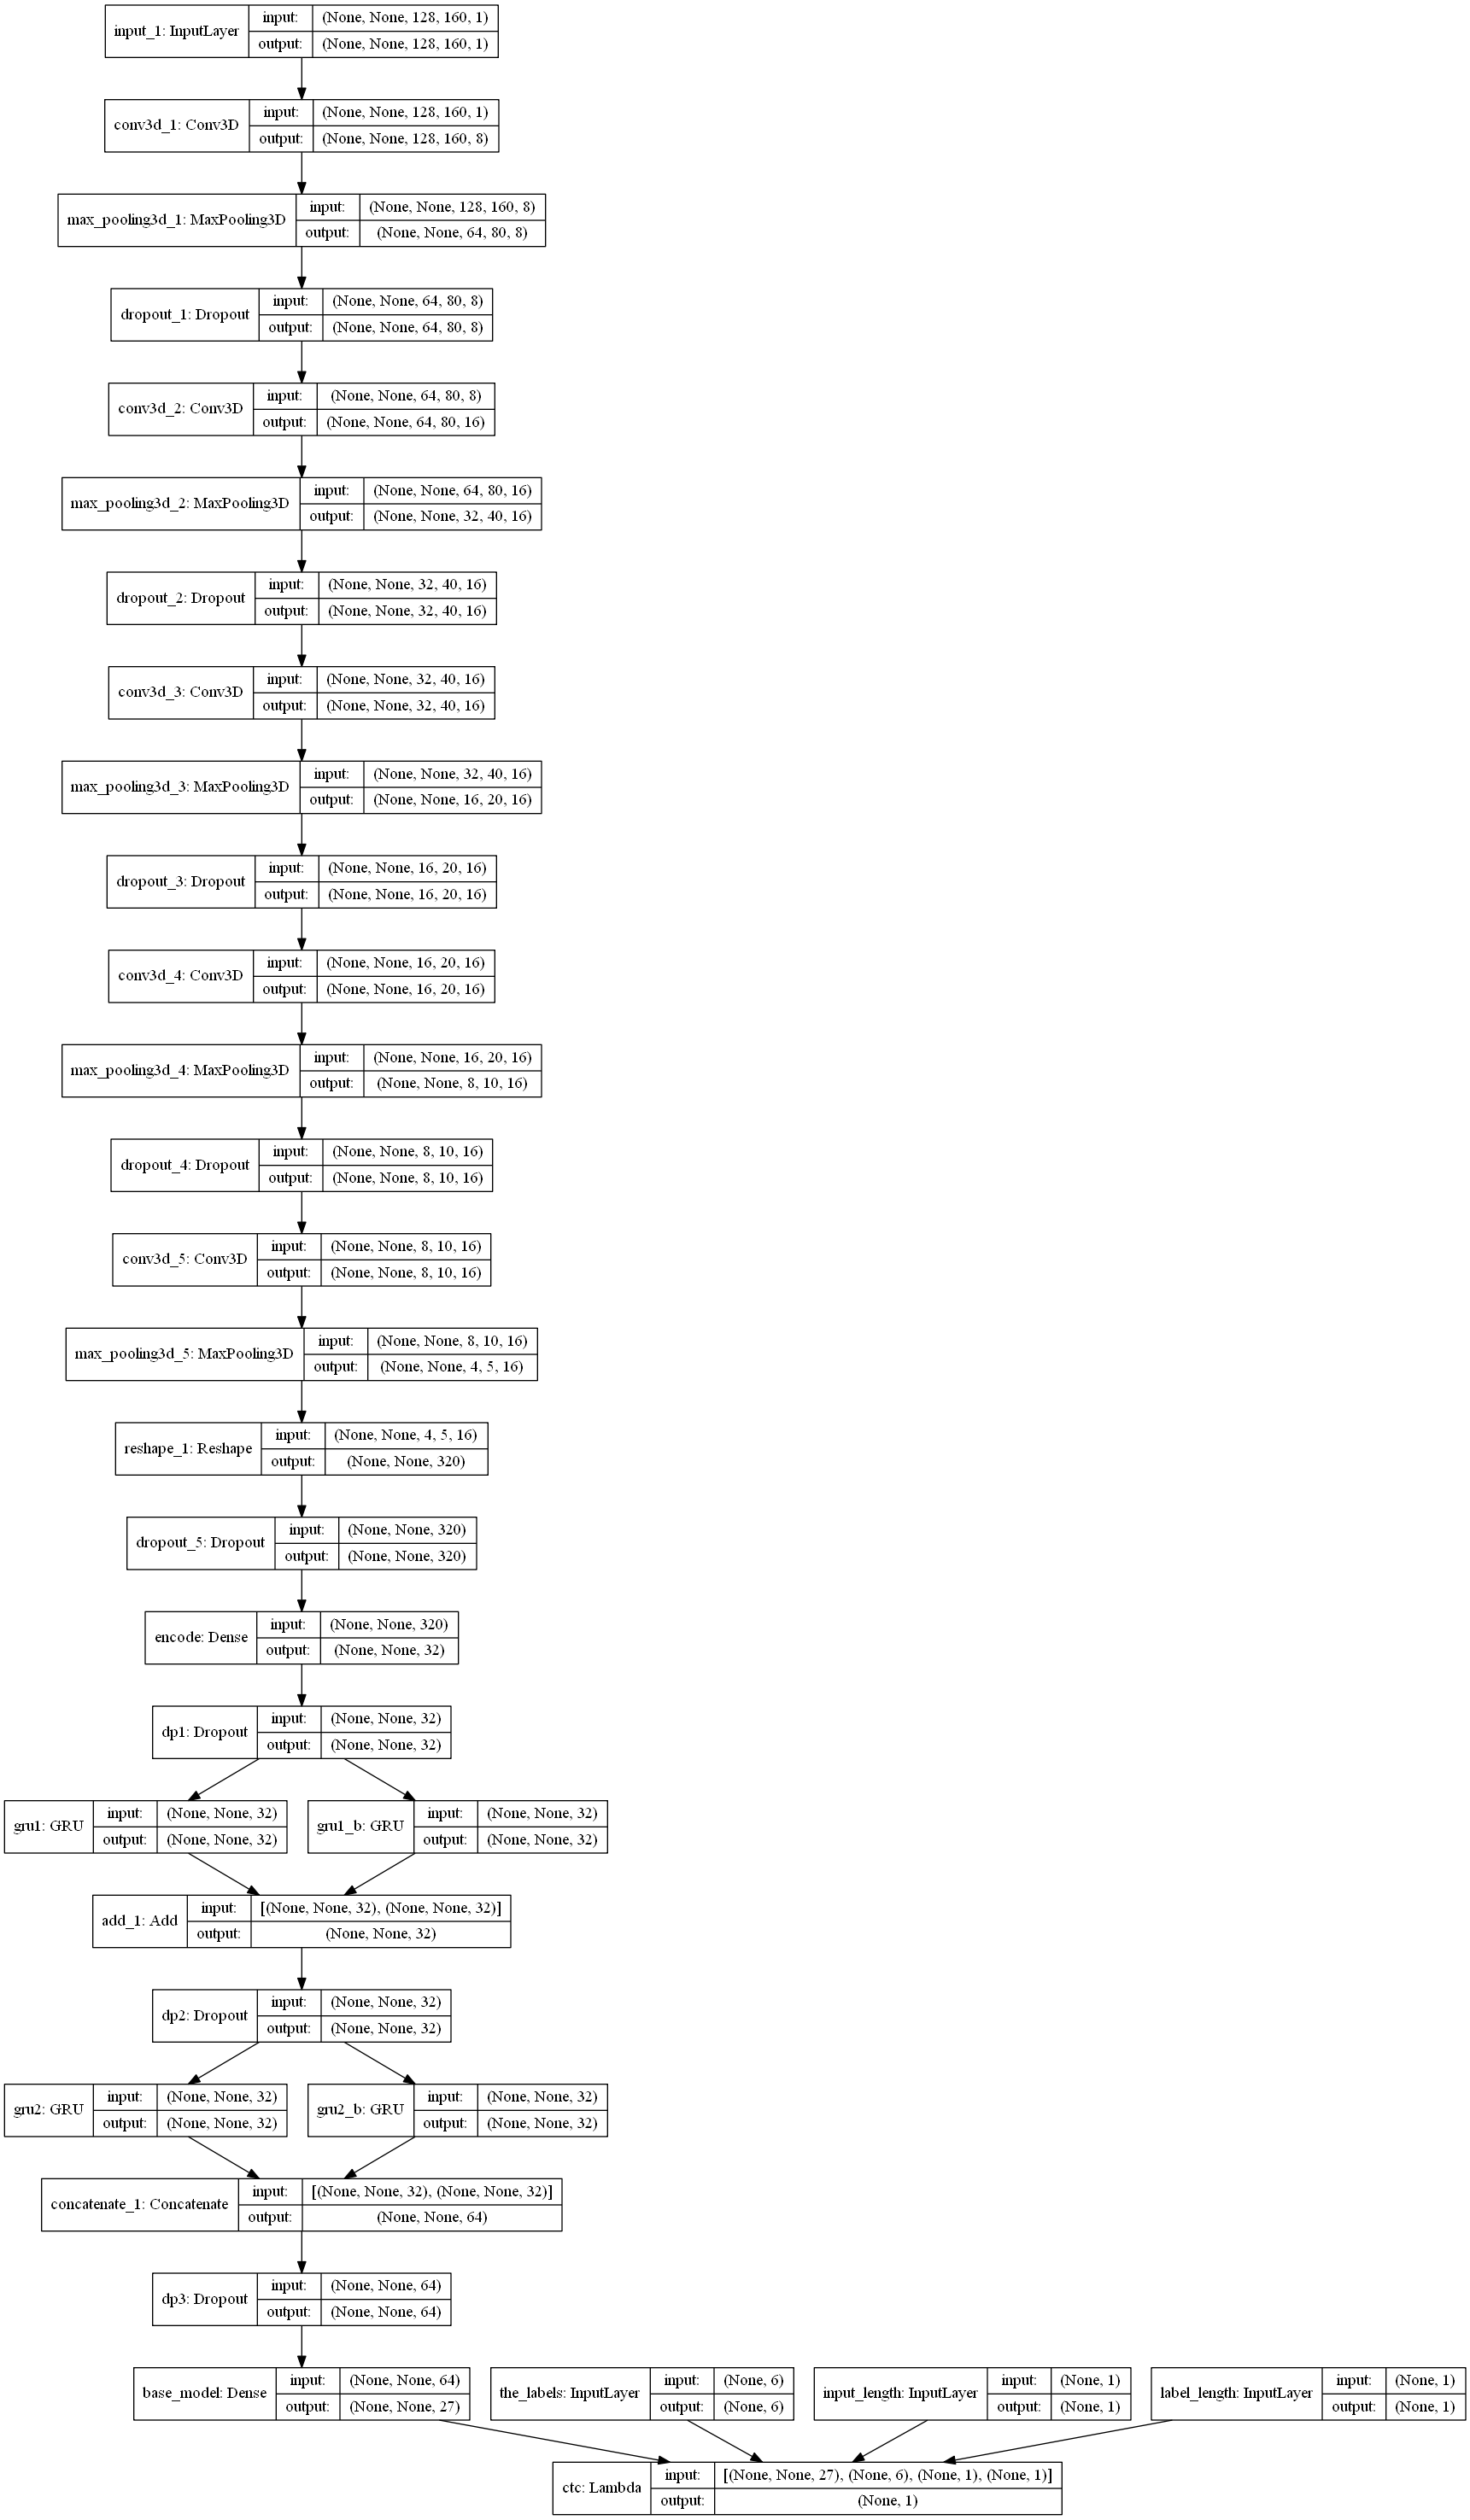 input_1: InputLayer
input: (None, None, 128, 160, 1)
output: (None, None, 128, 160, 1)
conv3d_1: Conv3D
input: (None, None, 128, 160, 1)
output: (None, None, 128, 160, 8)
max_pooling3d_1: MaxPooling3D
input: (None, None, 128, 160, 8)
output: (None, None, 64, 80, 8)
dropout_1: Dropout
input: (None, None, 64, 80, 8)
output: (None, None, 64, 80, 8)
conv3d_2: Conv3D
input: (None, None, 64, 80, 8)
output: (None, None, 64, 80, 16)
max_pooling3d_2: MaxPooling3D
input: (None, None, 64, 80, 16)
output: (None, None, 32, 40, 16)
dropout_2: Dropout
input: (None, None, 32, 40, 16)
output: (None, None, 32, 40, 16)
conv3d_3: Conv3D
input: (None, None, 32, 40, 16)
output: (None, None, 32, 40, 16)
max_pooling3d_3: MaxPooling3D
input: (None, None, 32, 40, 16)
output: (None, None, 16, 20, 16)
dropout_3: Dropout
input: (None, None, 16, 20, 16)
output: (None, None, 16, 20, 16)
conv3d_4: Conv3D
input: (None, None, 16, 20, 16)
output: (None, None, 16, 20, 16)
max_pooling3d_4: MaxPooling3D
input: (None, None, 16, 20, 16)
output: (None, None, 8, 10, 16)
dropout_4: Dropout
input: (None, None, 8, 10, 16)
output: (None, None, 8, 10, 16)
conv3d_5: Conv3D
input: (None, None, 8, 10, 16)
output: (None, None, 8, 10, 16)
max_pooling3d_5: MaxPooling3D
input: (None, None, 8, 10, 16)
output: (None, None, 4, 5, 16)
reshape_1: Reshape
input: (None, None, 4, 5, 16)
output: (None, None, 320)
dropout_5: Dropout
input: (None, None, 320)
output: (None, None, 320)
encode: Dense
input: (None, None, 320)
output: (None, None, 32)
dp1: Dropout
input: (None, None, 32)
output: (None, None, 32)
gru1: GRU
input: (None, None, 32)
output: (None, None, 32)
gru1_b: GRU
input: (None, None, 32)
output: (None, None, 32)
add_1: Add
input: [(None, None, 32), (None, None, 32)]
output: (None, None, 32)
dp2: Dropout
input: (None, None, 32)
output: (None, None, 32)
gru2: GRU
input: (None, None, 32)
output: (None, None, 32)
gru2_b: GRU
input: (None, None, 32)
output: (None, None, 32)
concatenate_1: Concatenate
input: [(None, None, 32), (None, None, 32)]
output: (None, None, 64)
dp3: Dropout
input: (None, None, 64)
output: (None, None, 64)
base_model: Dense
input: (None, None, 64)
output: (None, None, 27)
the_labels: InputLayer
input: (None, 6)
output: (None, 6)
input_length: InputLayer
input: (None, 1)
output: (None, 1)
label_length: InputLayer
input: (None, 1)
output: (None, 1)
ctc: Lambda
input: [(None, None, 27), (None, 6), (None, 1), (None, 1)]
output: (None, 1)